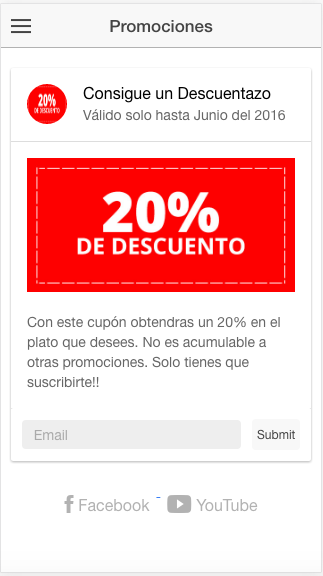 Promociones
20%
DE DESCUENTO
Consigue un Descuentazo
Válido solo hasta Junio del 2016
20%
DE DESCUENTO
Con este cupón obtendras un 20% en el
plato que desees. No es acumulable a
otras promociones. Solo tienes que
suscribirte!!
Email
Submit
Facebook - YouTube